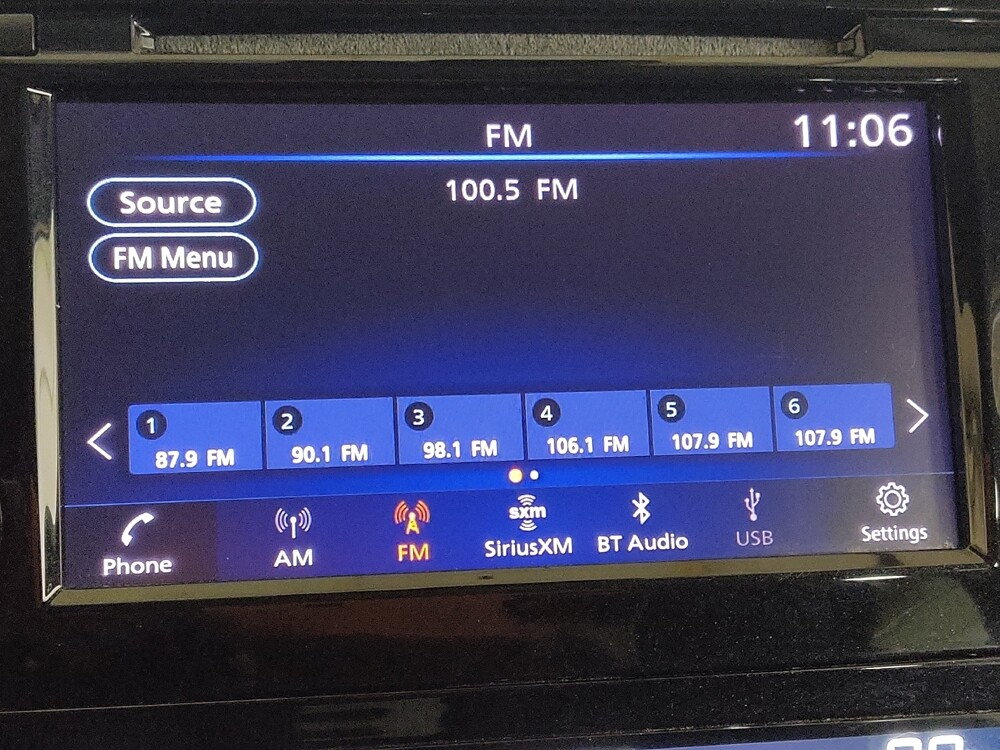 FM 11:06
100.5 FM
Source
FM Menu
1 2 3 4 5 6
87.9 FM 90.1 FM 98.1 FM 106.1 FM 107.9 FM 107.9 FM
sxm
Phone AM FM SiriusXM BT Audio USB Settings